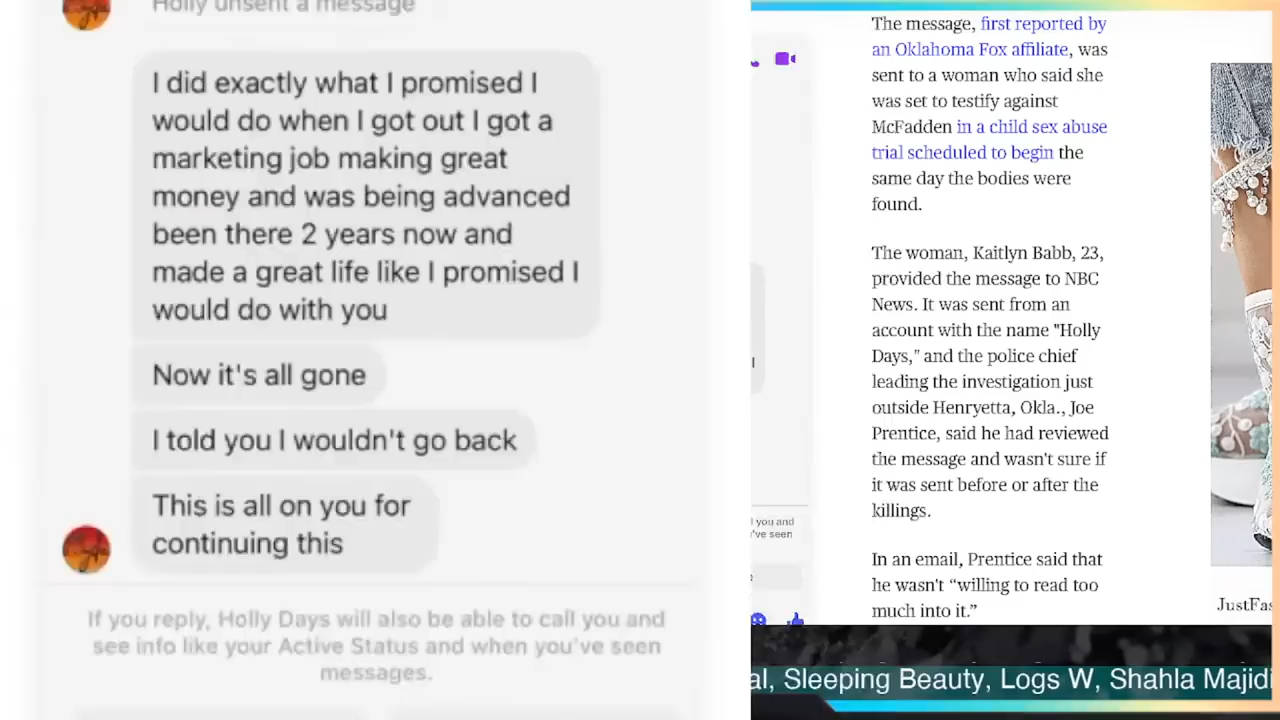 Holly unsent a message
I did exactly what I promised I
would do when I got out I got a
marketing job making great
money and was being advanced
been there 2 years now and
made a great life like I promised I
would do with you
Now it's all gone
I told you I wouldn't go back
This is all on you for
continuing this
If you reply, Holly Days will also be able to call you and
see info like your Active Status and when you've seen
messages.
The message, first reported by
an Oklahoma Fox affiliate, was
sent to a woman who said she
was set to testify against
McFadden in a child sex abuse
trial scheduled to begin the
same day the bodies were
found.
The woman, Kaitlyn Babb, 23,
provided the message to NBC
News. It was sent from an
account with the name "Holly
Days," and the police chief
leading the investigation just
outside Henryetta, Okla., Joe
Prentice, said he had reviewed
the message and wasn't sure if
it was sent before or after the
killings.
In an email, Prentice said that
he wasn't “willing to read too
much into it.”
l
l you and
've seen
JustFas
al, Sleeping Beauty, Logs W, Shahla Majidi